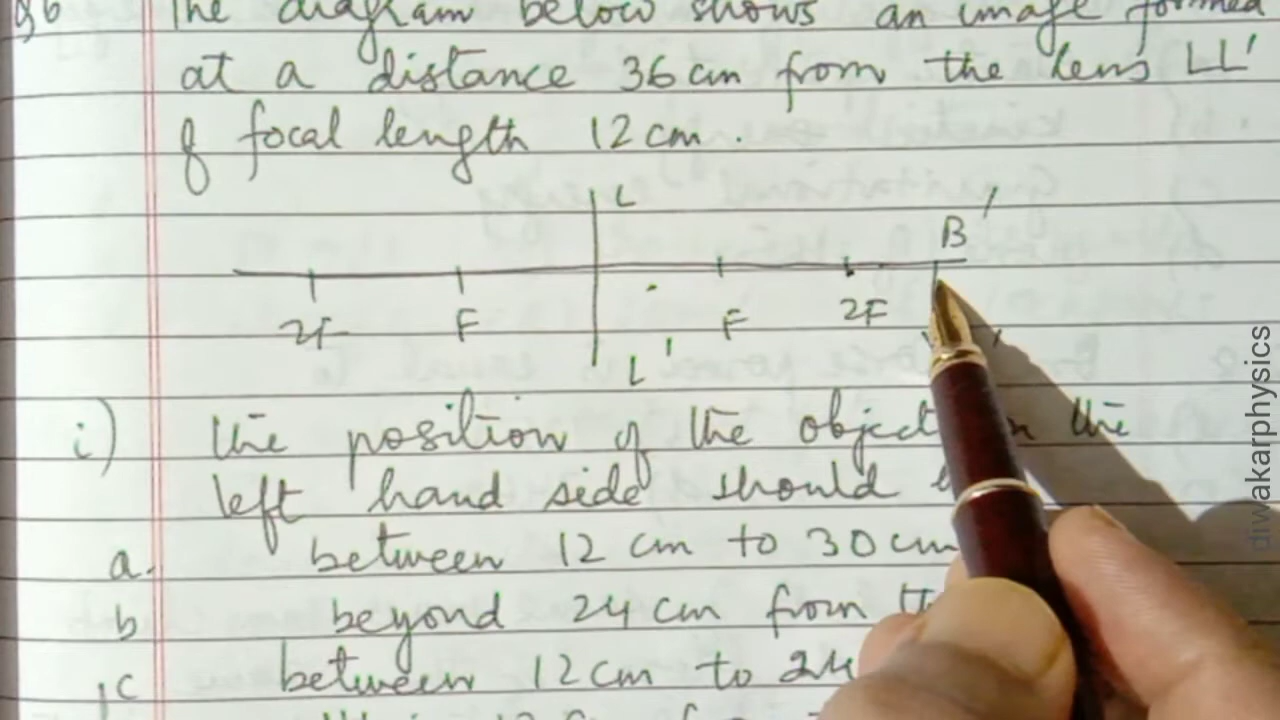 Q6 The diagram below shows an image formed
at a distance 36 cm from the lens LL'
of focal length 12 cm.
L
B'
2F F F 2F
L'
i) the position of the object the
left hand side should
a. between 12 cm to 30 cm
b beyond 24 cm from
c between 12 cm to 24
diwakarphysics